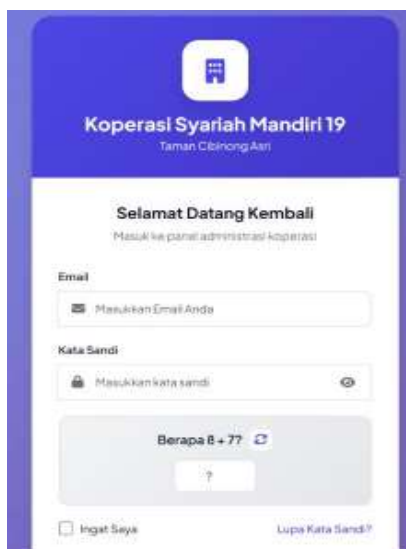 Koperasi Syariah Mandiri 19
Taman Cibinong Asri
Selamat Datang Kembali
Masuk ke panel administrasi koperasi
Email
Masukkan Email Anda
Kata Sandi
Masukkan kata sandi
Berapa 8 + 7?
?
Ingat Saya Lupa Kata Sandi?